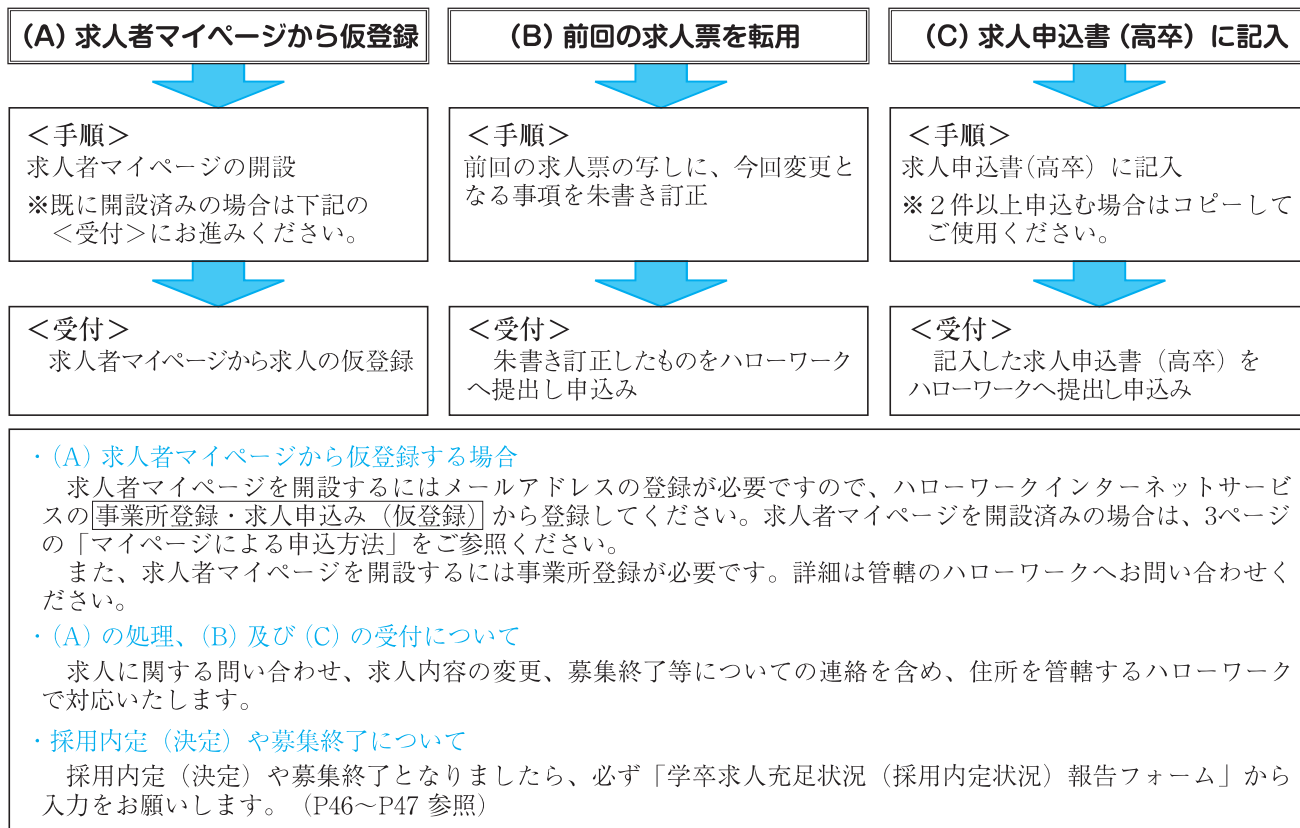 (A) 求人者マイページから仮登録
(B) 前回の求人票を転用
(C) 求人申込書（高卒）に記入
＜手順＞
求人者マイページの開設
※既に開設済みの場合は下記の
＜受付＞にお進みください。
＜手順＞
前回の求人票の写しに、今回変更と
なる事項を朱書き訂正
＜手順＞
求人申込書（高卒）に記入
※２件以上申込む場合はコピーして
ご使用ください。
＜受付＞
求人者マイページから求人の仮登録
＜受付＞
朱書き訂正したものをハローワーク
へ提出し申込み
＜受付＞
記入した求人申込書（高卒）を
ハローワークへ提出し申込み
・(A) 求人者マイページから仮登録する場合
求人者マイページを開設するにはメールアドレスの登録が必要ですので、ハローワークインターネットサービ
スの 事業所登録・求人申込み（仮登録） から登録してください。求人者マイページを開設済みの場合は、3ページ
の「マイページによる申込方法」をご参照ください。
また、求人者マイページを開設するには事業所登録が必要です。詳細は管轄のハローワークへお問い合わせく
ださい。
・(A) の処理、(B) 及び (C) の受付について
求人に関する問い合わせ、求人内容の変更、募集終了等についての連絡を含め、住所を管轄するハローワーク
で対応いたします。
・採用内定（決定）や募集終了について
採用内定（決定）や募集終了となりましたら、必ず「学卒求人充足状況（採用内定状況）報告フォーム」から
入力をお願いします。（P46～P47 参照）